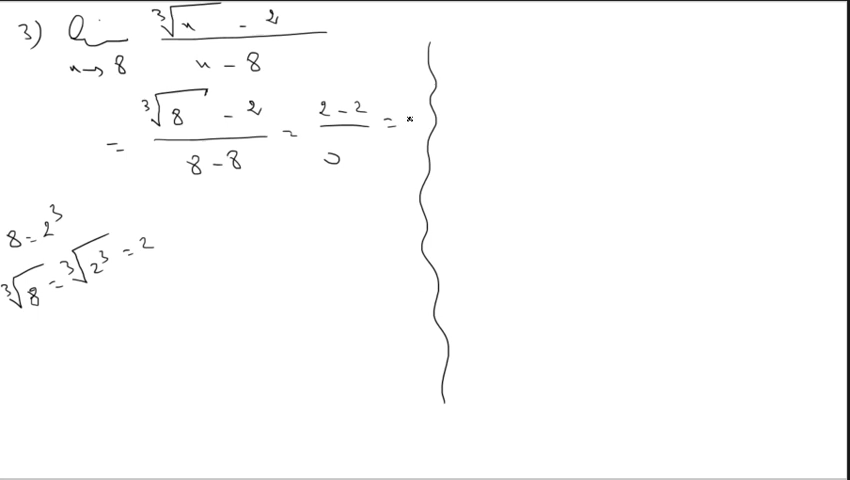 3) lim x→8 (∛x - 2)/(x - 8)
= (∛8 - 2)/(8 - 8) = (2 - 2)/0 =
8 = 2³
∛8 = ∛2³ = 2